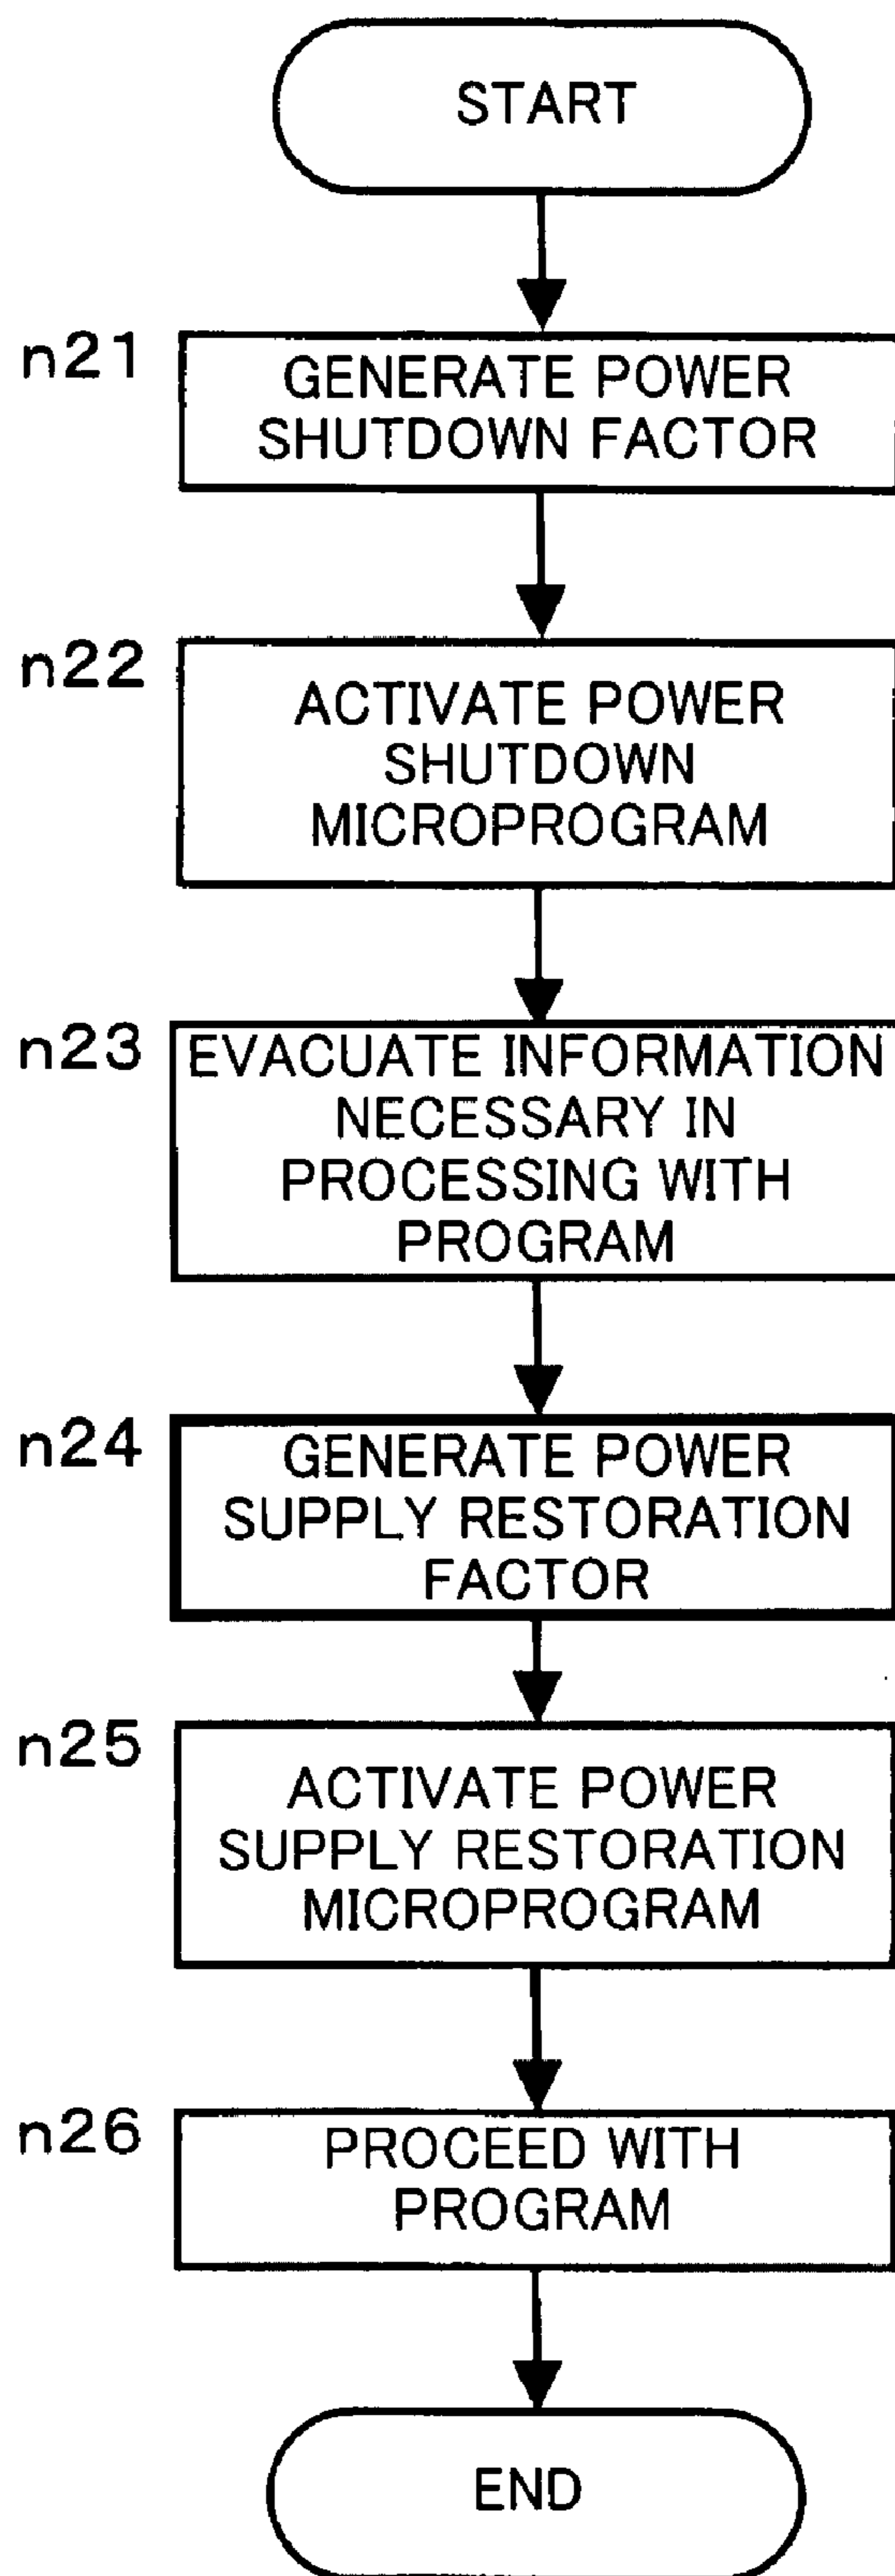 START
n21
GENERATE POWER
SHUTDOWN FACTOR
n22
ACTIVATE POWER
SHUTDOWN
MICROPROGRAM
n23
EVACUATE INFORMATION
NECESSARY IN
PROCESSING WITH
PROGRAM
n24
GENERATE POWER
SUPPLY RESTORATION
FACTOR
n25
ACTIVATE POWER
SUPPLY RESTORATION
MICROPROGRAM
n26
PROCEED WITH
PROGRAM
END